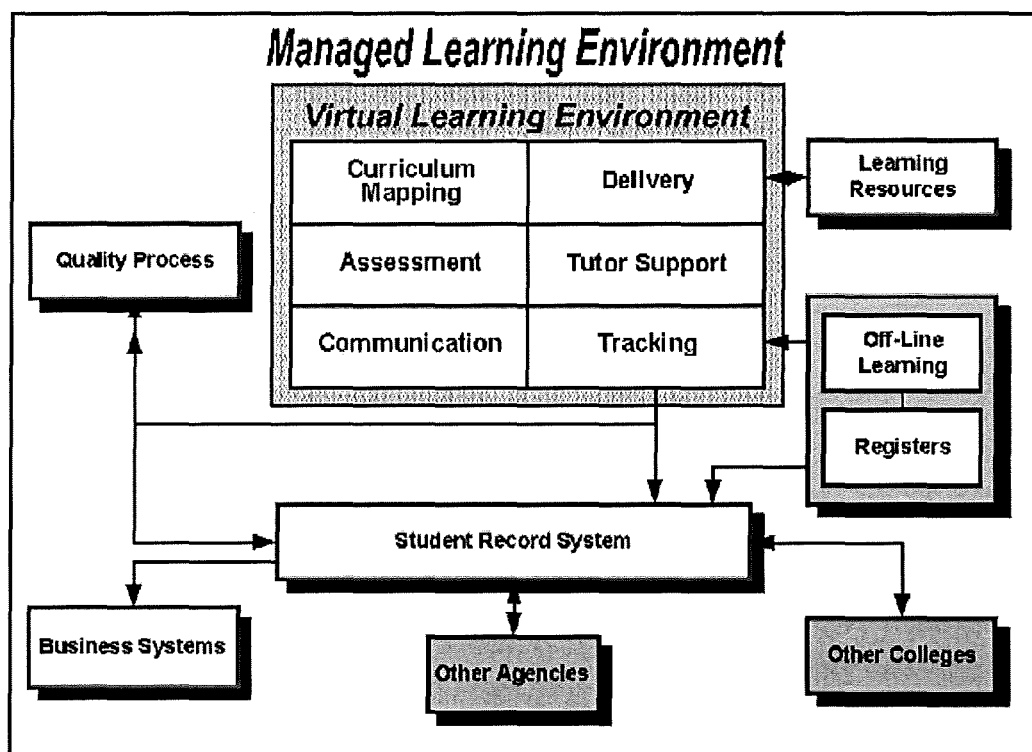 Managed Learning Environment
Virtual Learning Environment
Curriculum
Mapping
Delivery
Learning
Resources
Quality Process
Assessment
Tutor Support
Communication
Tracking
Off-Line
Learning
Registers
Student Record System
Business Systems
Other Agencies
Other Colleges